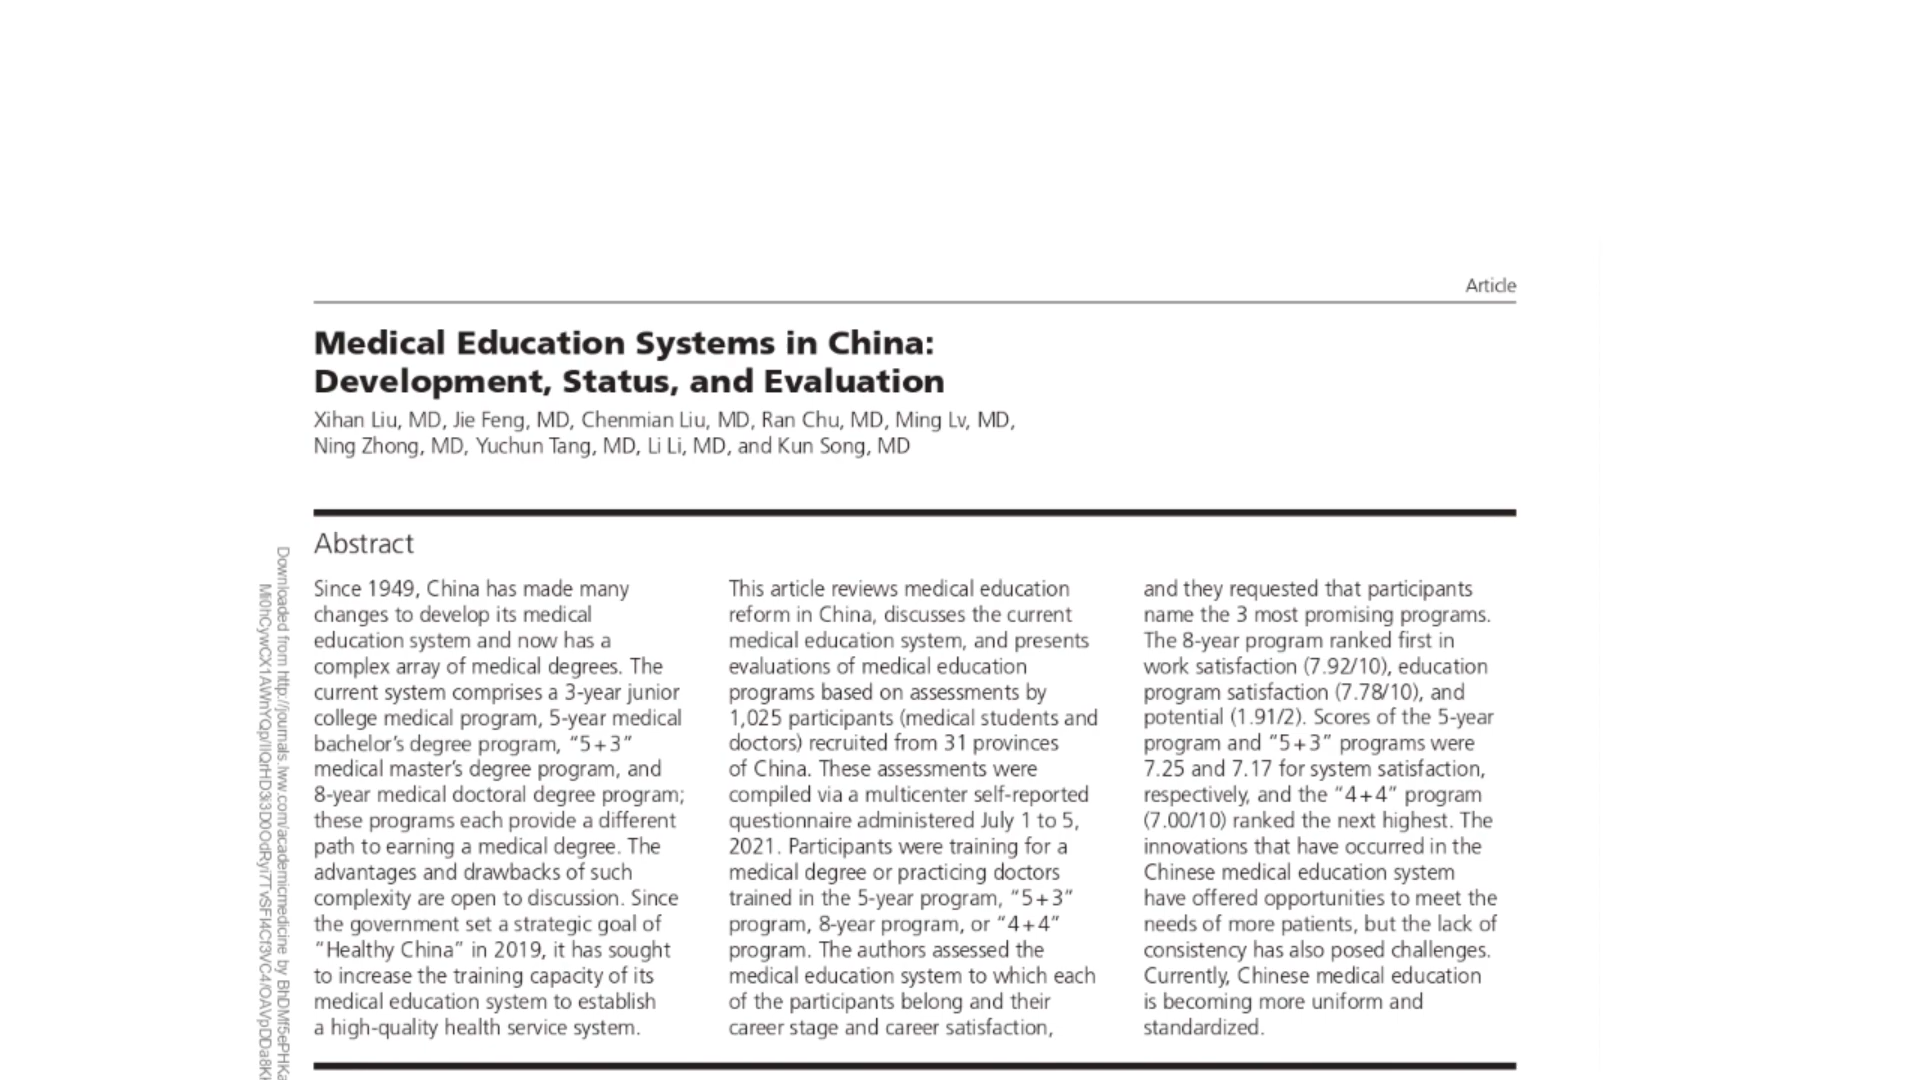 Article
Medical Education Systems in China:
Development, Status, and Evaluation
Xihan Liu, MD, Jie Feng, MD, Chenmian Liu, MD, Ran Chu, MD, Ming Lv, MD,
Ning Zhong, MD, Yuchun Tang, MD, Li Li, MD, and Kun Song, MD
Abstract
Since 1949, China has made many
changes to develop its medical
education system and now has a
complex array of medical degrees. The
current system comprises a 3-year junior
college medical program, 5-year medical
bachelor’s degree program, “5+3”
medical master’s degree program, and
8-year medical doctoral degree program;
these programs each provide a different
path to earning a medical degree. The
advantages and drawbacks of such
complexity are open to discussion. Since
the government set a strategic goal of
“Healthy China” in 2019, it has sought
to increase the training capacity of its
medical education system to establish
a high-quality health service system.
This article reviews medical education
reform in China, discusses the current
medical education system, and presents
evaluations of medical education
programs based on assessments by
1,025 participants (medical students and
doctors) recruited from 31 provinces
of China. These assessments were
compiled via a multicenter self-reported
questionnaire administered July 1 to 5,
2021. Participants were training for a
medical degree or practicing doctors
trained in the 5-year program, “5+3”
program, 8-year program, or “4+4”
program. The authors assessed the
medical education system to which each
of the participants belong and their
career stage and career satisfaction,
and they requested that participants
name the 3 most promising programs.
The 8-year program ranked first in
work satisfaction (7.92/10), education
program satisfaction (7.78/10), and
potential (1.91/2). Scores of the 5-year
program and “5+3” programs were
7.25 and 7.17 for system satisfaction,
respectively, and the “4+4” program
(7.00/10) ranked the next highest. The
innovations that have occurred in the
Chinese medical education system
have offered opportunities to meet the
needs of more patients, but the lack of
consistency has also posed challenges.
Currently, Chinese medical education
is becoming more uniform and
standardized.
Downloaded from http://journals.lww.com/academicmedicine by